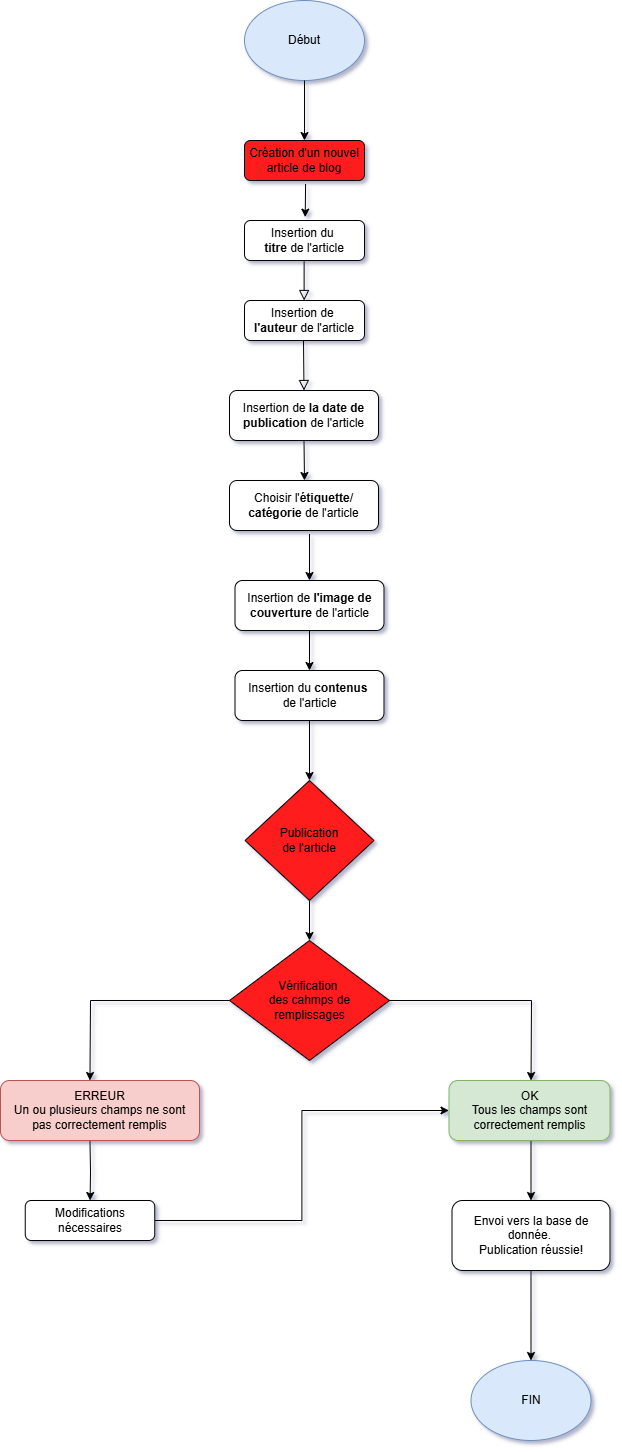 Début
Création d'un nouvel
article de blog
Insertion du
titre de l'article
Insertion de
l'auteur de l'article
Insertion de la date de
publication de l'article
Choisir l'étiquette/
catégorie de l'article
Insertion de l'image de
couverture de l'article
Insertion du contenus
de l'article
Publication
de l'article
Vérification
des cahmps de
remplissages
ERREUR
Un ou plusieurs champs ne sont
pas correctement remplis
OK
Tous les champs sont
correctement remplis
Modifications
nécessaires
Envoi vers la base de
donnée.
Publication réussie!
FIN